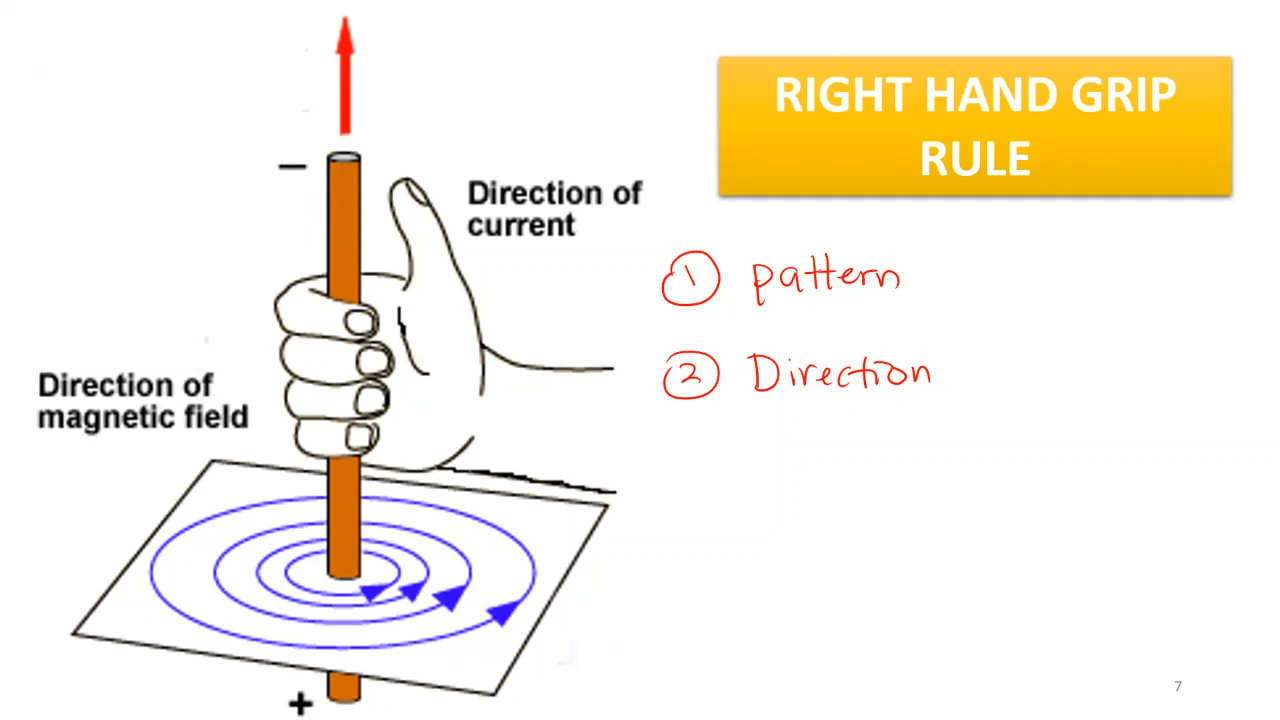 RIGHT HAND GRIP
RULE
−
Direction of
current
① pattern
② Direction
Direction of
magnetic field
+
7